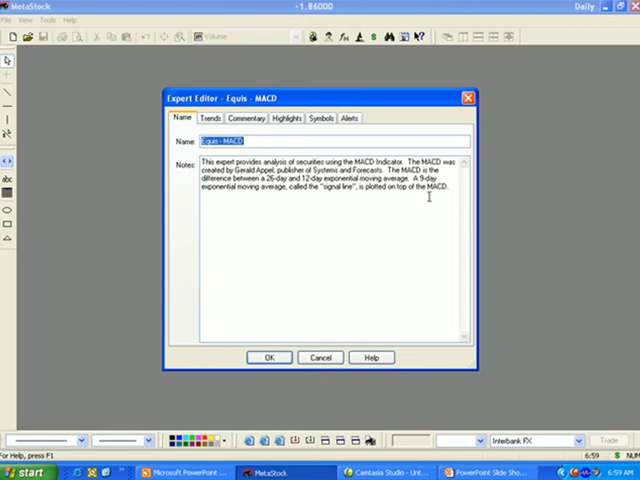 MetaStock
-1.86000
Daily
File View Tools Help
Volume
Expert Editor - Equis - MACD
Name Trends Commentary Highlights Symbols Alerts
Name: Equis - MACD
Notes: This expert provides analysis of securities using the MACD Indicator. The MACD was
created by Gerald Appel, publisher of Systems and Forecasts. The MACD is the
difference between a 26-day and 12-day exponential moving average. A 9-day
exponential moving average, called the "signal line", is plotted on top of the MACD.
abc
OK Cancel Help
Interbank FX
Trade
For Help, press F1
6:59
$ NUM
start
Microsoft PowerPoint ...
MetaStock
Camtasia Studio - Unt...
PowerPoint Slide Sho...
6:59 AM